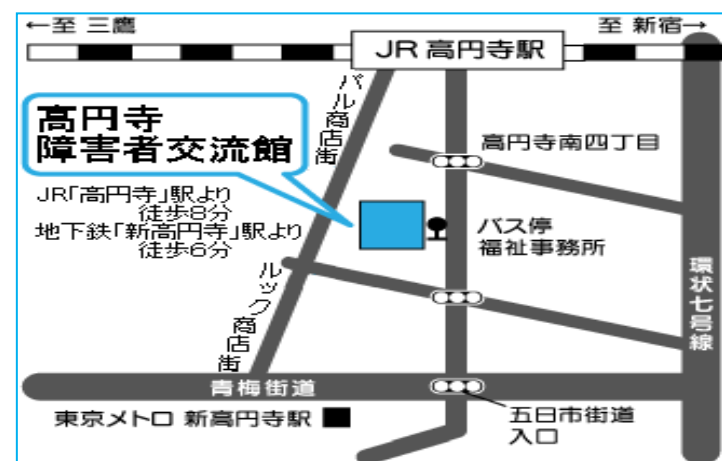 ←至 三鷹
至 新宿→
JR 高円寺駅
パル商店街
高円寺
障害者交流館
高円寺南四丁目
JR｢高円寺｣駅より
徒歩8分
地下鉄｢新高円寺｣駅より
徒歩6分
バス停
福祉事務所
環状七号線
ルック商店街
青梅街道
東京メトロ 新高円寺駅
五日市街道
入口